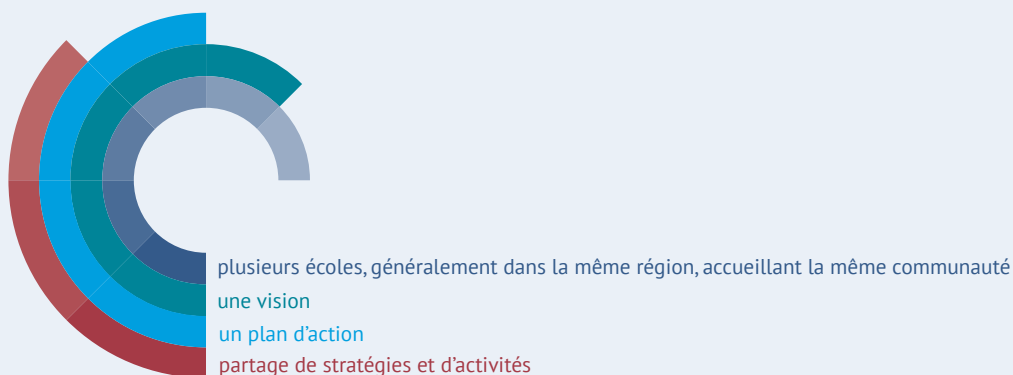 plusieurs écoles, généralement dans la même région, accueillant la même communauté
une vision
un plan d’action
partage de stratégies et d’activités